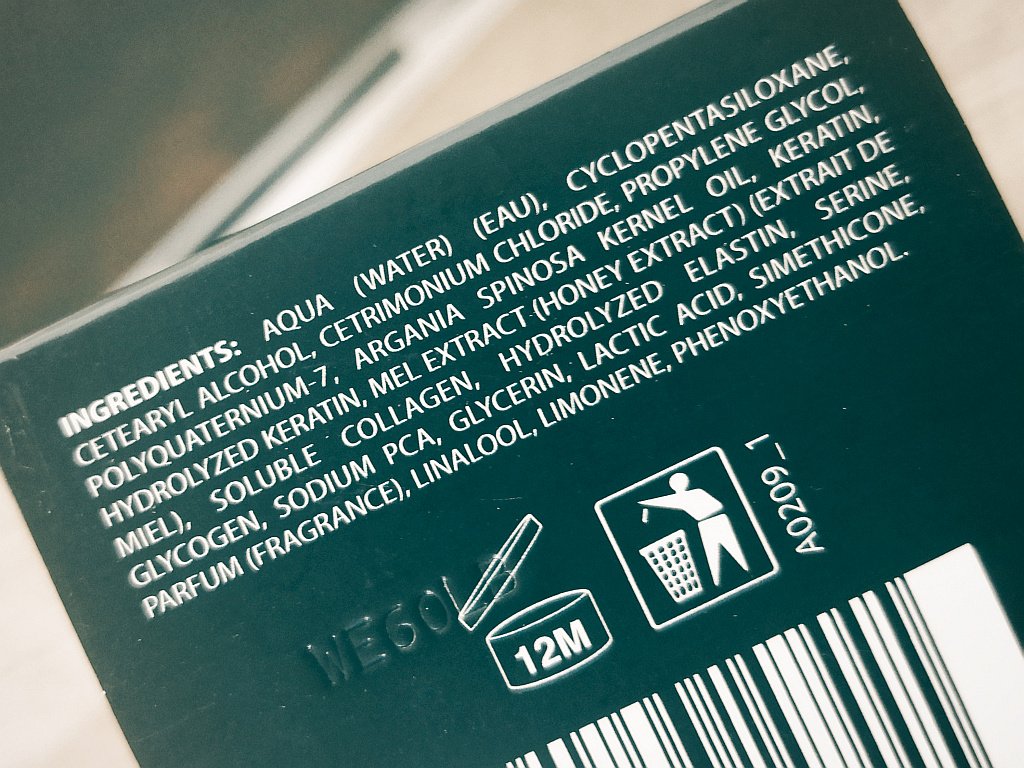 INGREDIENTS: AQUA (WATER) (EAU), CYCLOPENTASILOXANE,
CETEARYL ALCOHOL, CETRIMONIUM CHLORIDE, PROPYLENE GLYCOL,
POLYQUATERNIUM-7, ARGANIA SPINOSA KERNEL OIL, KERATIN,
HYDROLYZED KERATIN, MEL EXTRACT (HONEY EXTRACT) (EXTRAIT DE
MIEL), SOLUBLE COLLAGEN, HYDROLYZED ELASTIN, SERINE,
GLYCOGEN, SODIUM PCA, GLYCERIN, LACTIC ACID, SIMETHICONE,
PARFUM (FRAGRANCE), LINALOOL, LIMONENE, PHENOXYETHANOL.
A0209_1
12M